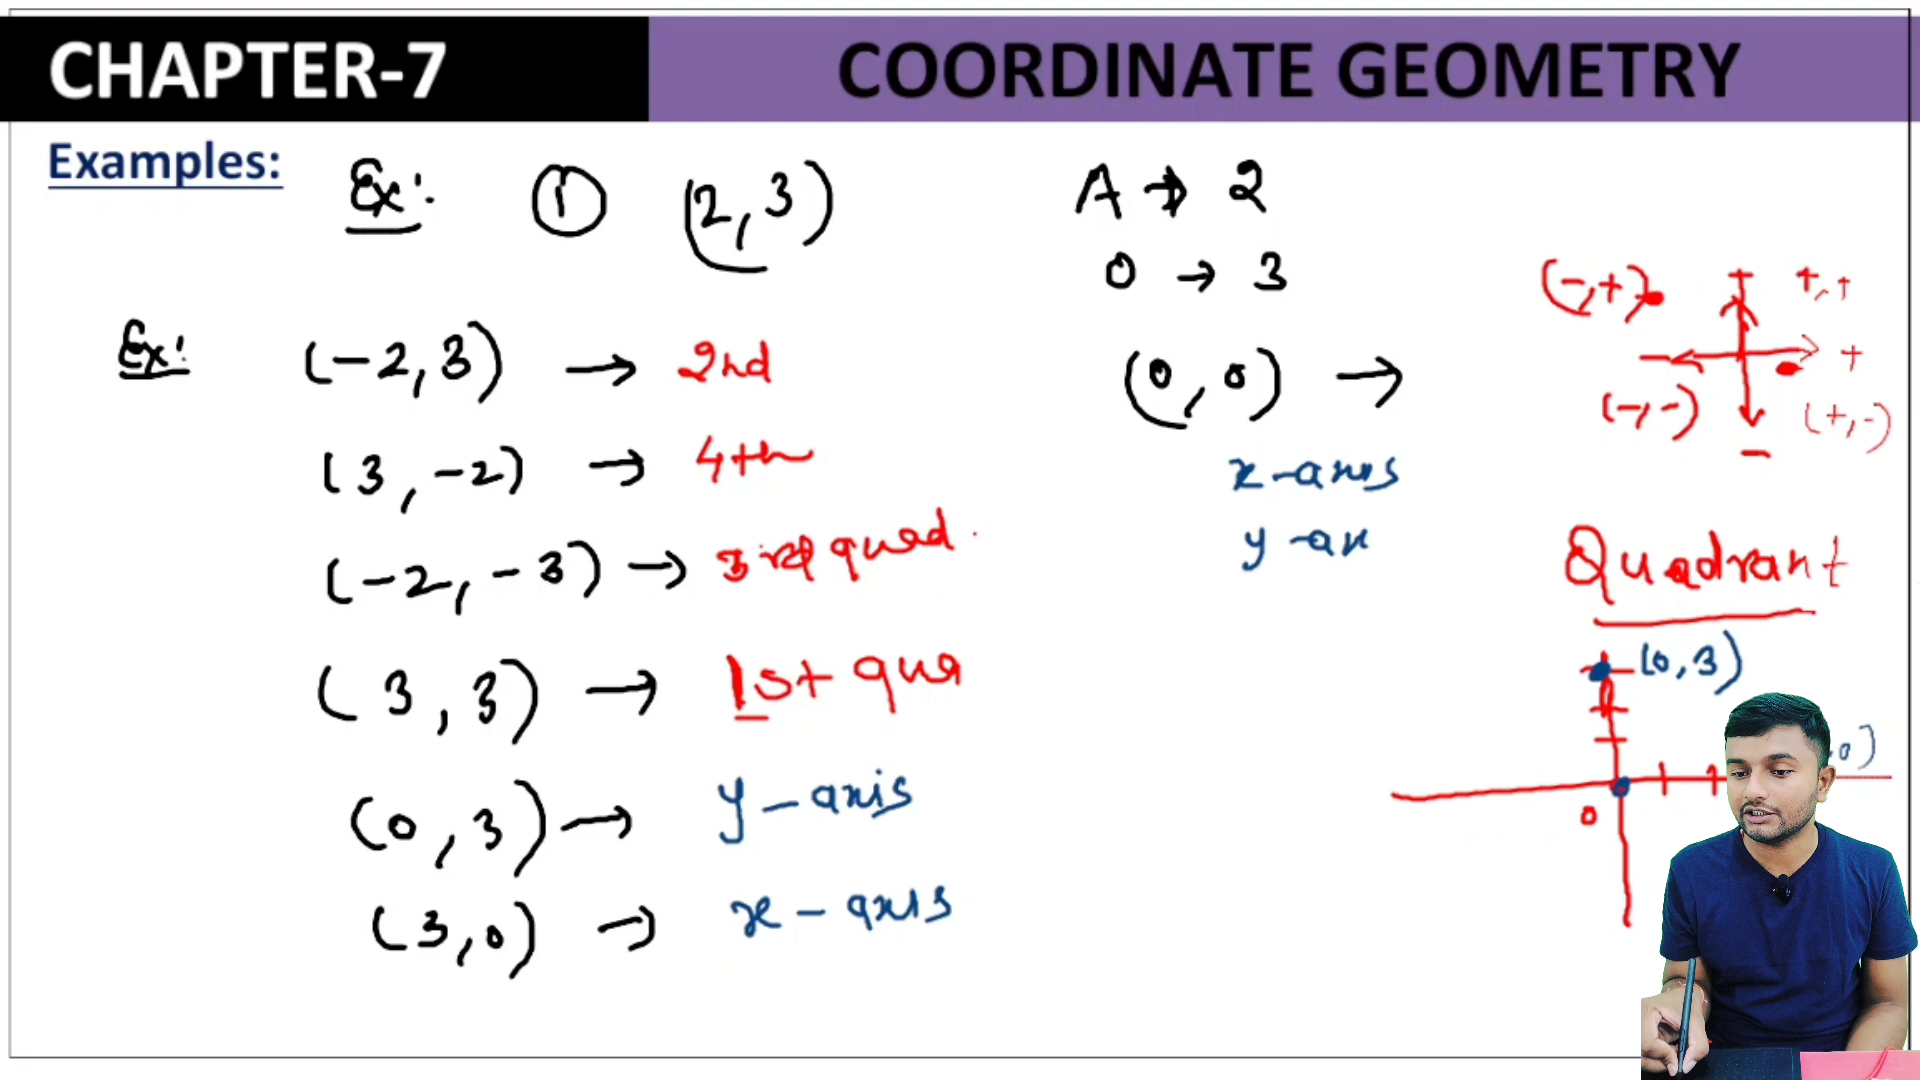 CHAPTER-7
COORDINATE GEOMETRY
Examples:
Ex: ① (2,3)
A → 2
O → 3
Ex:
(-2,3) → 2nd
(3,-2) → 4th
(-2,-3) → 3rd quad.
(3,3) → 1st qua
(0,3) → y-axis
(3,0) → x-axis
(0,0) →
x-axis
y-ax
(-,+)
+
+,+
-
+
(-,-)
(+,-)
-
Quadrant
(0,3)
0)
0